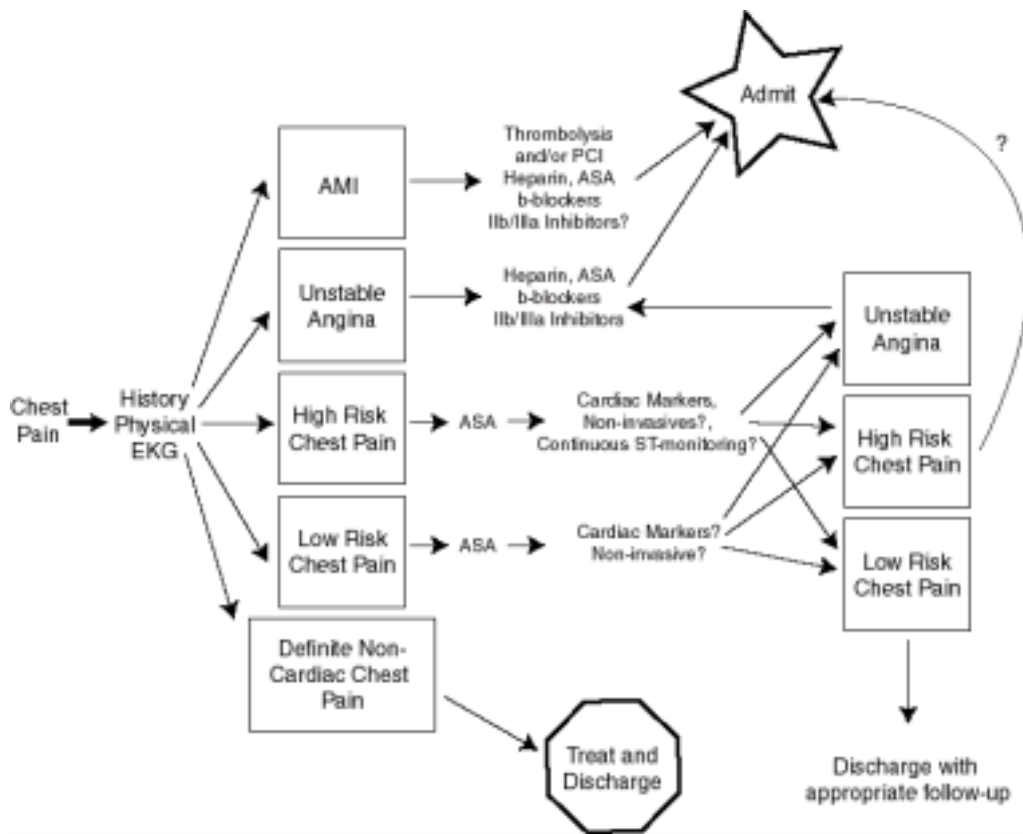 Admit
?
Thrombolysis
and/or PCI
Heparin, ASA
b-blockers
IIb/IIIa Inhibitors?
AMI
Unstable
Angina
Heparin, ASA
b-blockers
IIb/IIIa Inhibitors
Unstable
Angina
Chest
Pain
History
Physical
EKG
High Risk
Chest Pain
ASA
Cardiac Markers,
Non-invasives?,
Continuous ST-monitoring?
High Risk
Chest Pain
Low Risk
Chest Pain
ASA
Cardiac Markers?
Non-invasive?
Low Risk
Chest Pain
Definite Non-
Cardiac Chest
Pain
Treat and
Discharge
Discharge with
appropriate follow-up